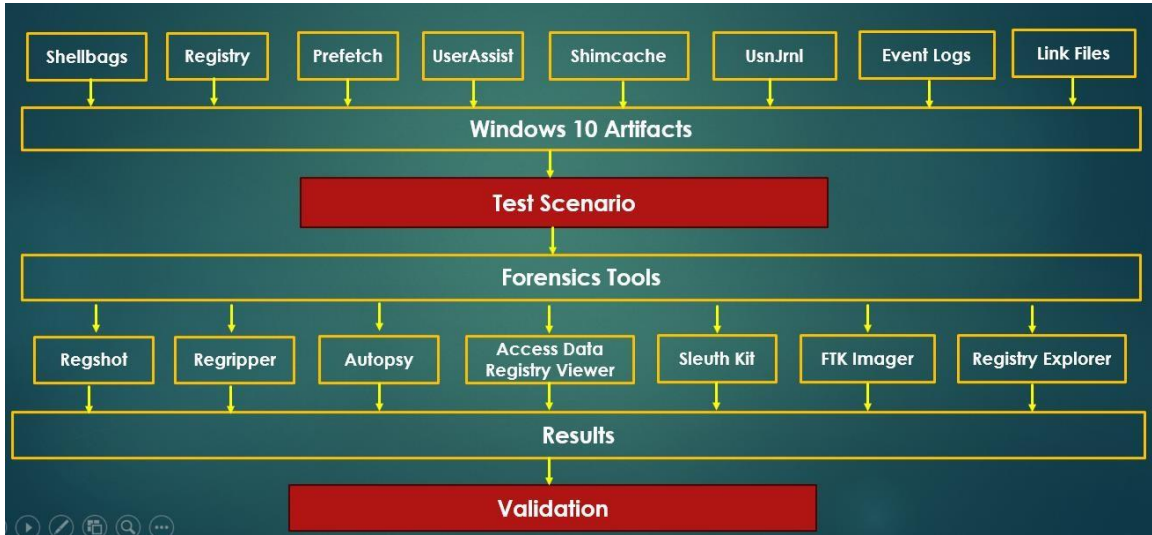 Shellbags
Registry
Prefetch
UserAssist
Shimcache
UsnJrnl
Event Logs
Link Files
Windows 10 Artifacts
Test Scenario
Forensics Tools
Regshot
Regripper
Autopsy
Access Data
Registry Viewer
Sleuth Kit
FTK Imager
Registry Explorer
Results
Validation